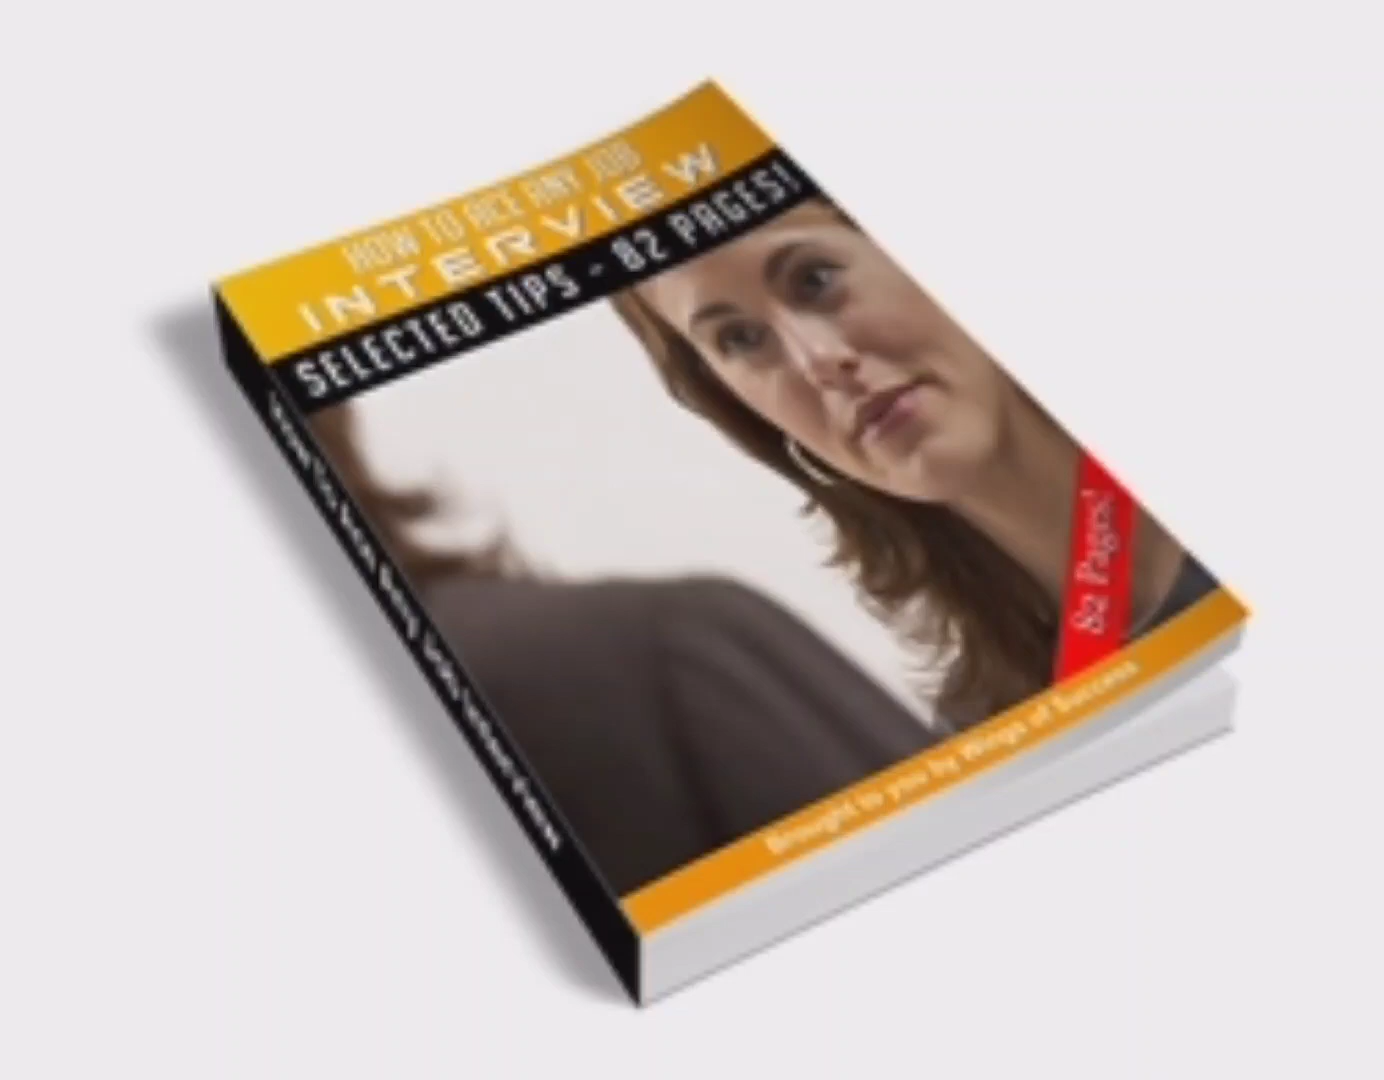 HOW TO ACE ANY JOB
INTERVIEW
SELECTED TIPS - 82 PAGES!
82 Pages!
Brought to you by Wings of Success